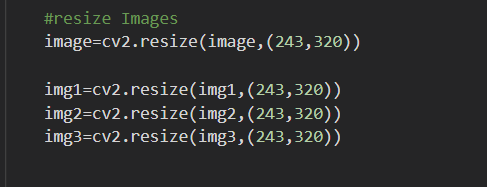 #resize Images
image=cv2.resize(image,(243,320))
img1=cv2.resize(img1,(243,320))
img2=cv2.resize(img2,(243,320))
img3=cv2.resize(img3,(243,320))